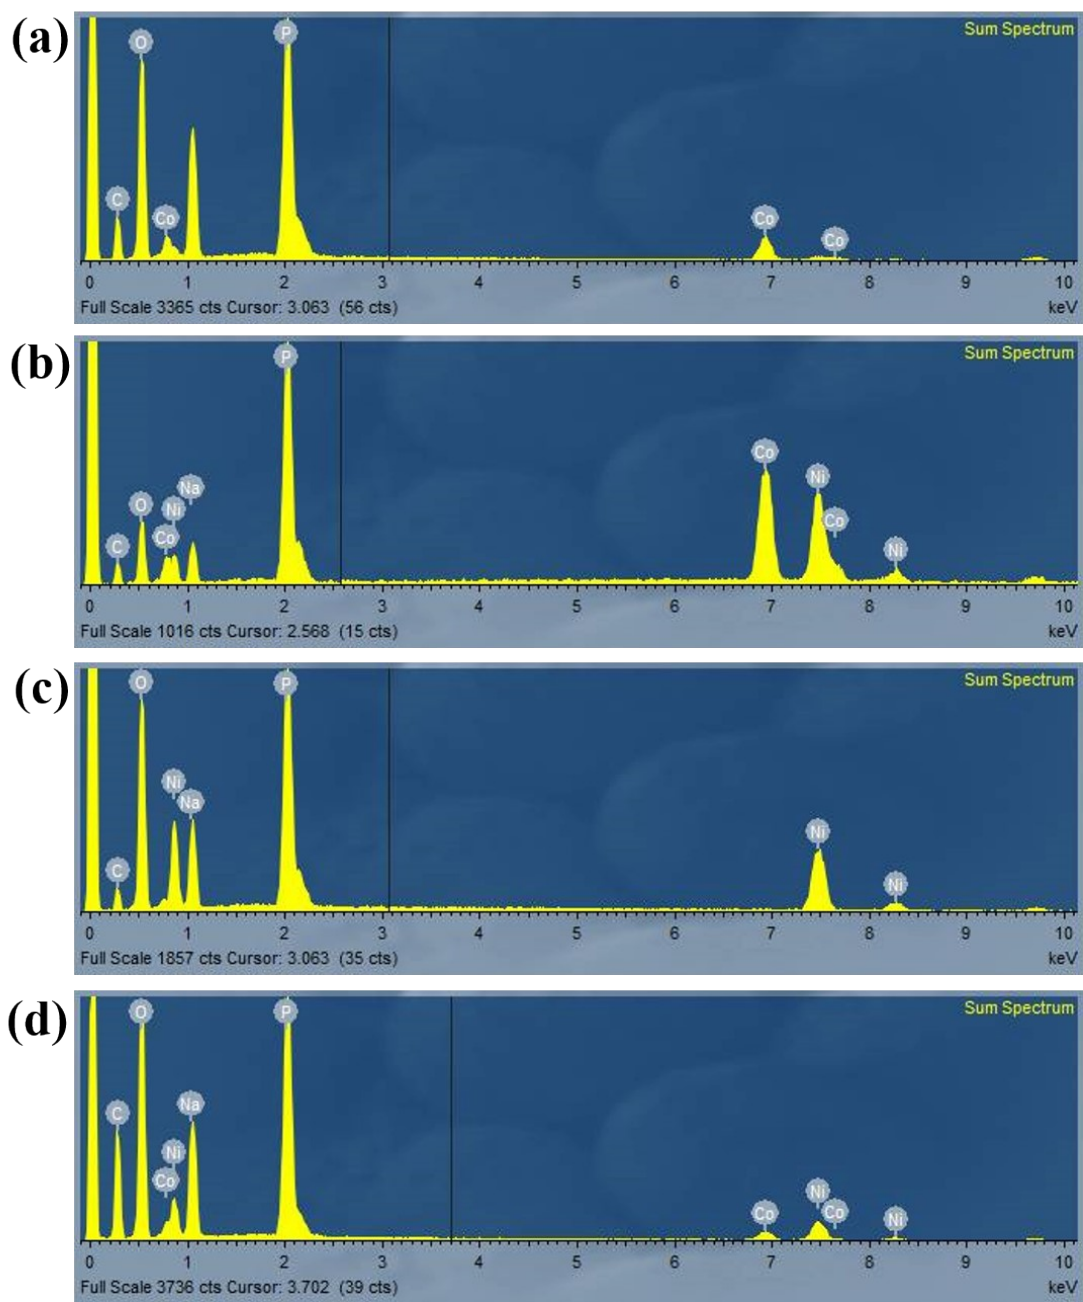 (a)
Sum Spectrum
O
P
C
Co
Co
Co
0 1 2 3 4 5 6 7 8 9 10
Full Scale 3365 cts Cursor: 3.063 (56 cts)
keV
(b)
Sum Spectrum
P
Co
Ni
Na
O
Ni
Co
Co
C
Ni
0 1 2 3 4 5 6 7 8 9 10
Full Scale 1016 cts Cursor: 2.568 (15 cts)
keV
(c)
Sum Spectrum
O
P
Ni
Na
Ni
C
Ni
0 1 2 3 4 5 6 7 8 9 10
Full Scale 1857 cts Cursor: 3.063 (35 cts)
keV
(d)
Sum Spectrum
O
P
C
Na
Ni
Co
Ni
Co
Co
Ni
0 1 2 3 4 5 6 7 8 9 10
Full Scale 3736 cts Cursor: 3.702 (39 cts)
keV